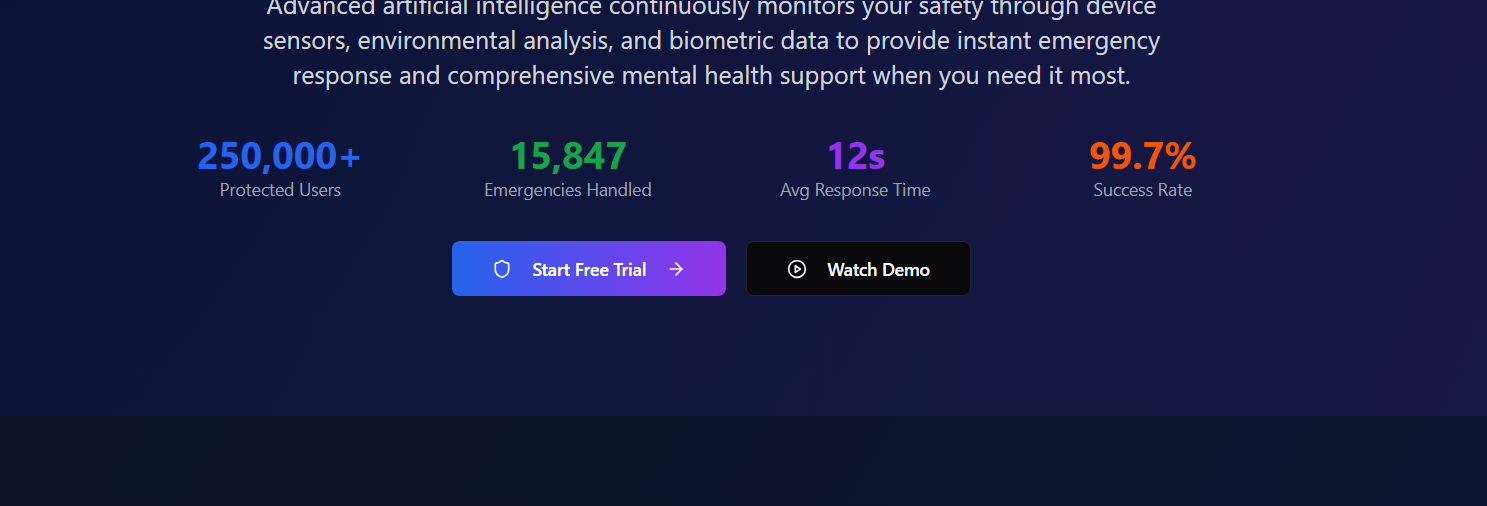 Advanced artificial intelligence continuously monitors your safety through device
sensors, environmental analysis, and biometric data to provide instant emergency
response and comprehensive mental health support when you need it most.
250,000+
Protected Users
15,847
Emergencies Handled
12s
Avg Response Time
99.7%
Success Rate
Start Free Trial
Watch Demo